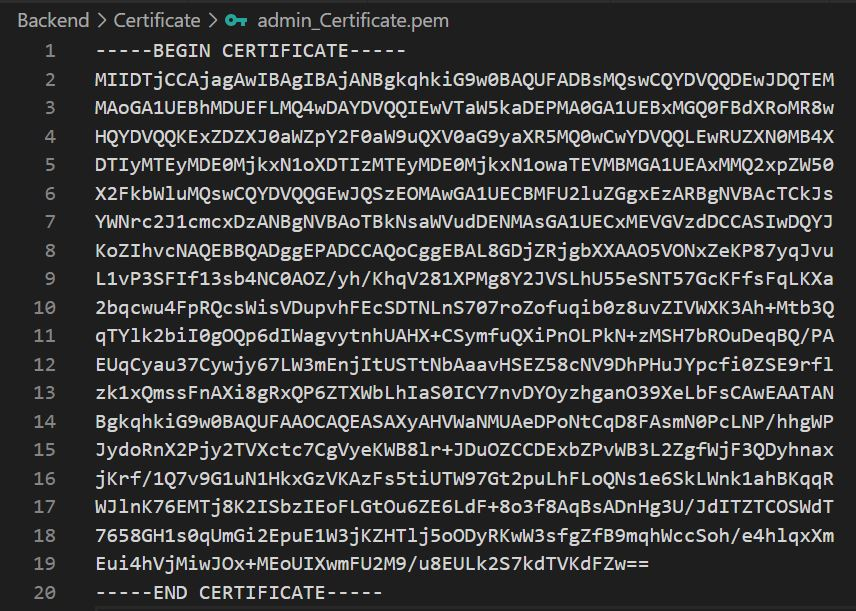 Backend > Certificate > admin_Certificate.pem
1 -----BEGIN CERTIFICATE-----
2 MIIDTjCCAjagAwIBAgIBAjANBgkqhkiG9w0BAQUFADBsMQswCQYDVQQDEwJDQTEM
3 MAoGA1UEBhMDUEFLMQ4wDAYDVQQIEwVTaW5kaDEPMA0GA1UEBxMGQ0FBdXRoMR8w
4 HQYDVQQKExZDZXJ0aWZpY2F0aW9uQXV0aG9yaXR5MQ0wCwYDVQQLEwRUZXN0MB4X
5 DTIyMTEyMDE0MjkxN1oXDTIzMTEyMDE0MjkxN1owaTEVMBMGA1UEAxMMQ2xpZW50
6 X2FkbWluMQswCQYDVQQGEwJQSzEOMAwGA1UECBMFU2luZGgxEzARBgNVBAcTCkJs
7 YWNrc2J1cmcxDzANBgNVBAoTBkNsaWVudDENMAsGA1UECxMEVGVzdDCCASIwDQYJ
8 KoZIhvcNAQEBBQADggEPADCCAQoCggEBAL8GDjZRjgbXXAAO5VONxZeKP87yqJvu
9 L1vP3SFIf13sb4NC0AOZ/yh/KhqV281XPMg8Y2JVSLhU55eSNT57GcKFfsFqLKXa
10 2bqcwu4FpRQcsWisVDupvhFEcSDTNLnS707roZofuqib0z8uvZIVWXK3Ah+Mtb3Q
11 qTYlk2biI0gOQp6dIWagvytnhUAHX+CSymfuQXiPnOLPkN+zMSH7bROuDeqBQ/PA
12 EUqCyau37Cywjy67LW3mEnjItUSTtNbAaavHSEZ58cNV9DhPHuJYpcfi0ZSE9rfl
13 zk1xQmssFnAXi8gRxQP6ZTXWbLhIaS0ICY7nvDYOyzhganO39XeLbFsCAwEAATAN
14 BgkqhkiG9w0BAQUFAAOCAQEASAXyAHVWaNMUAeDPoNtCqD8FAsmN0PcLNP/hhgWP
15 JydoRnX2Pjy2TVXctc7CgVyeKWB8lr+JDuOZCCDExbZPvWB3L2ZgfWjF3QDyhnax
16 jKrf/1Q7v9G1uN1HkxGzVKAzFs5tiUTW97Gt2puLhFLoQNs1e6SkLWnk1ahBKqqR
17 WJlnK76EMTj8K2ISbzIEoFLGtOu6ZE6LdF+8o3f8AqBsADnHg3U/JdITZTCOSWdT
18 7658GH1s0qUmGi2EpuE1W3jKZHTlj5oODyRKwW3sfgZfB9mqhWccSoh/e4hlqxXm
19 Eui4hVjMiwJOx+MEoUIXwmFU2M9/u8EULk2S7kdTVKdFZw==
20 -----END CERTIFICATE-----